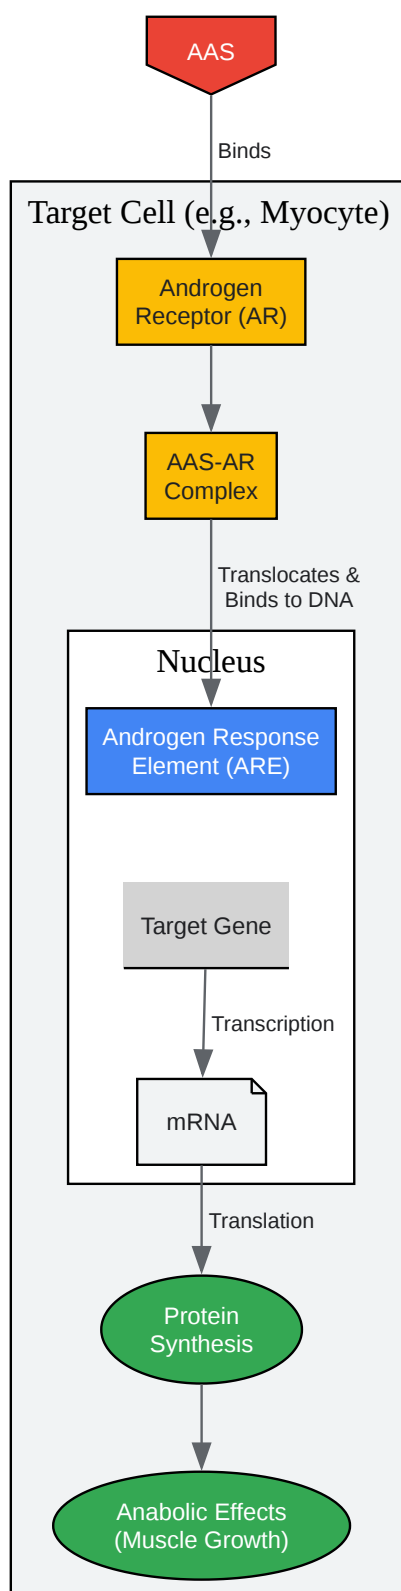 AAS
Binds
Target Cell (e.g., Myocyte)
Androgen
Receptor (AR)
AAS-AR
Complex
Translocates &
Binds to DNA
Nucleus
Androgen Response
Element (ARE)
Target Gene
Transcription
mRNA
Translation
Protein
Synthesis
Anabolic Effects
(Muscle Growth)